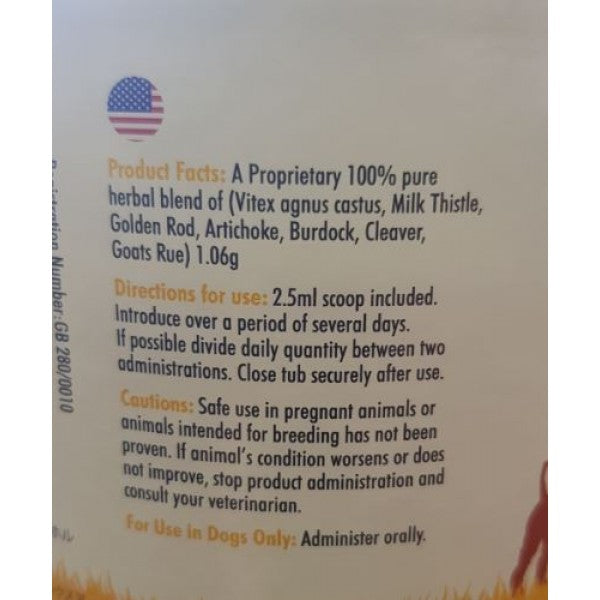 Product Facts: A Proprietary 100% pure
herbal blend of (Vitex agnus castus, Milk Thistle,
Golden Rod, Artichoke, Burdock, Cleaver,
Goats Rue) 1.06g
Directions for use: 2.5ml scoop included.
Introduce over a period of several days.
If possible divide daily quantity between two
administrations. Close tub securely after use.
Cautions: Safe use in pregnant animals or
animals intended for breeding has not been
proven. If animal's condition worsens or does
not improve, stop product administration and
consult your veterinarian.
For Use in Dogs Only: Administer orally.
Number:GB 280/0010